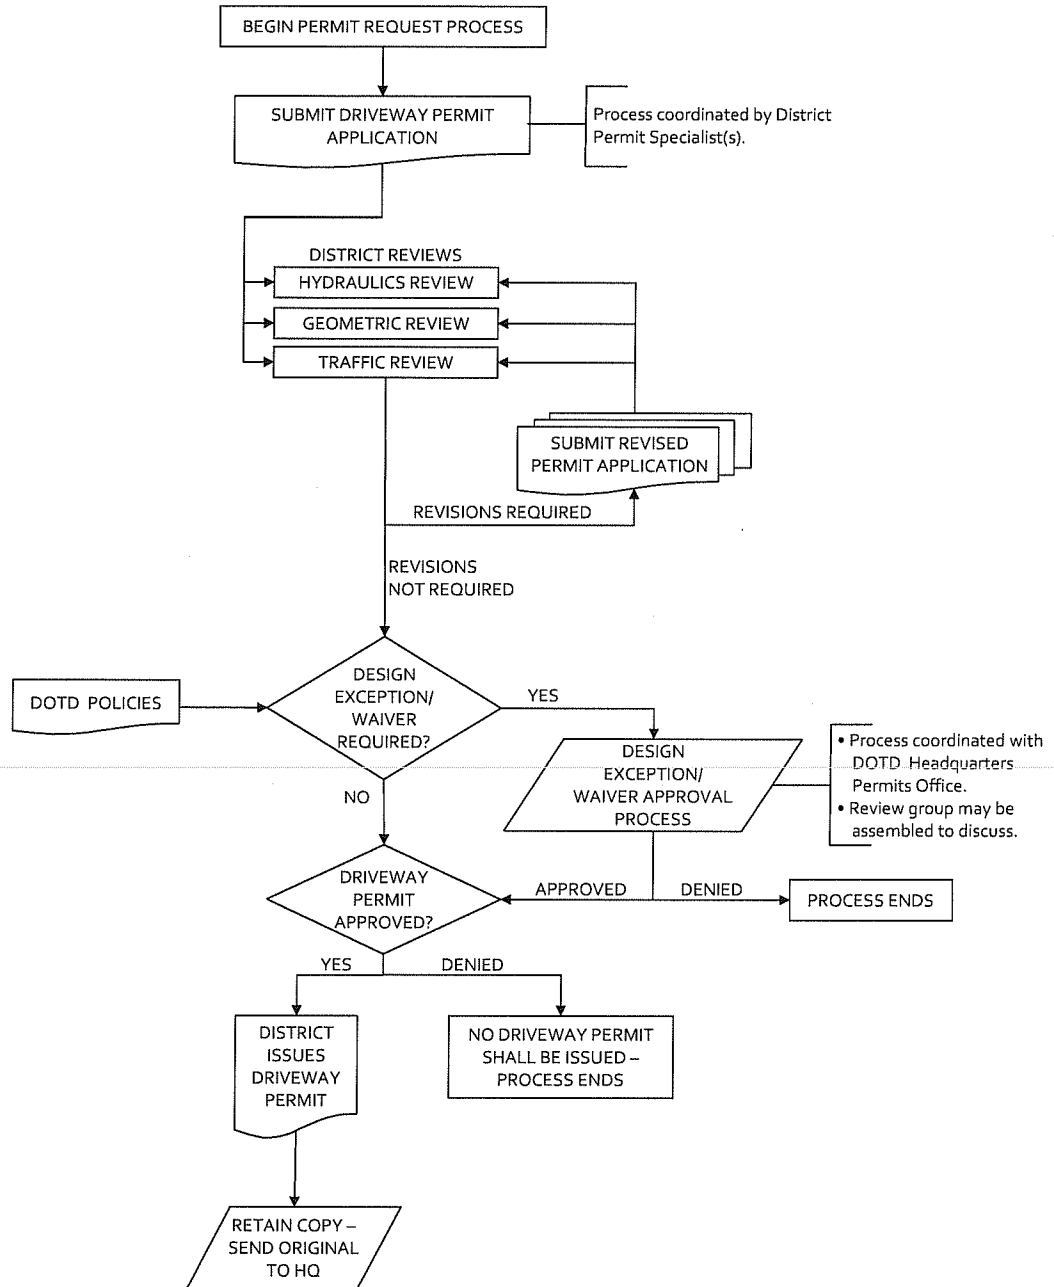 BEGIN PERMIT REQUEST PROCESS
SUBMIT DRIVEWAY PERMIT
APPLICATION
Process coordinated by District
Permit Specialist(s).
DISTRICT REVIEWS
HYDRAULICS REVIEW
GEOMETRIC REVIEW
TRAFFIC REVIEW
SUBMIT REVISED
PERMIT APPLICATION
REVISIONS REQUIRED
REVISIONS
NOT REQUIRED
DOTD POLICIES
DESIGN
EXCEPTION/
WAIVER
REQUIRED?
YES
NO
DESIGN
EXCEPTION/
WAIVER APPROVAL
PROCESS
• Process coordinated with
DOTD Headquarters
Permits Office.
• Review group may be
assembled to discuss.
DRIVEWAY
PERMIT
APPROVED?
APPROVED
DENIED
PROCESS ENDS
YES
DENIED
DISTRICT
ISSUES
DRIVEWAY
PERMIT
NO DRIVEWAY PERMIT
SHALL BE ISSUED –
PROCESS ENDS
RETAIN COPY –
SEND ORIGINAL
TO HQ